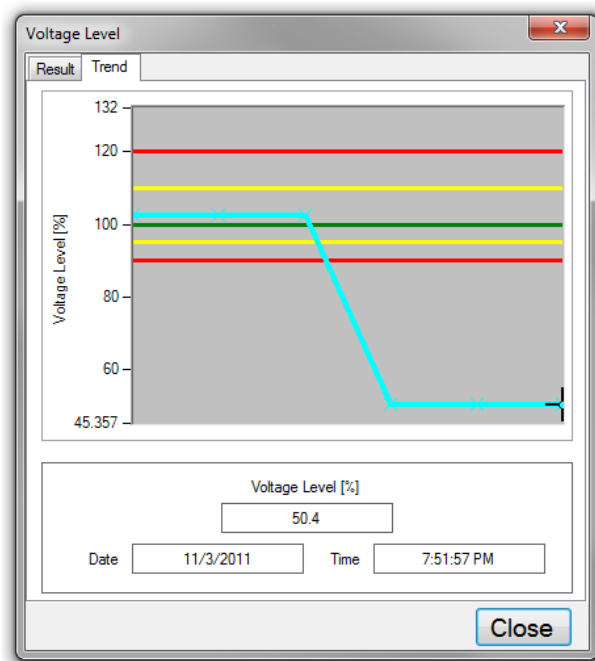 Voltage Level
Result Trend
132
120
100
80
60
45.357
Voltage Level [%]
Voltage Level [%]
50.4
Date 11/3/2011 Time 7:51:57 PM
Close